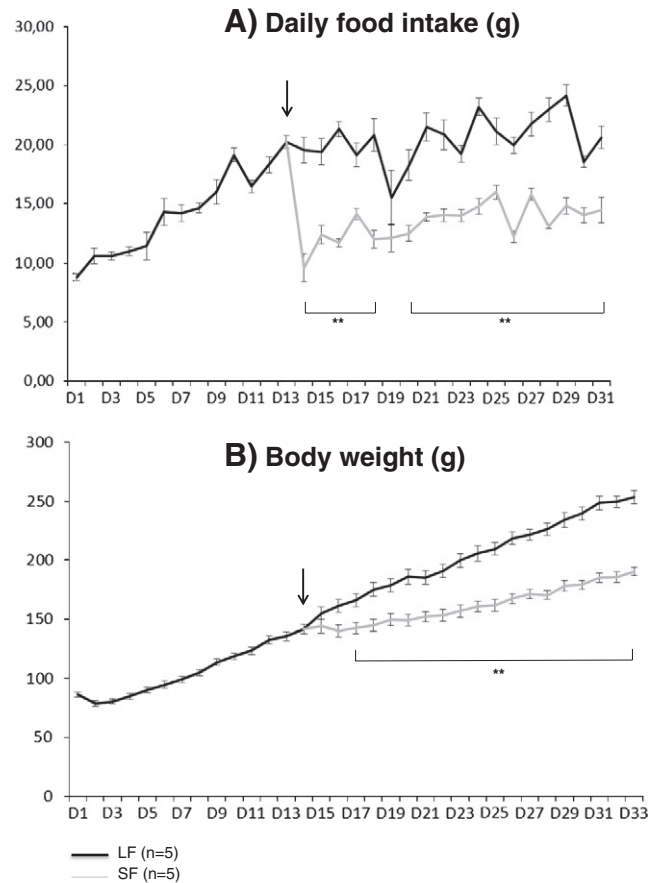 A) Daily food intake (g)
30,00
25,00
20,00
15,00
10,00
5,00
0,00
** **
D1 D3 D5 D7 D9 D11 D13 D15 D17 D19 D21 D23 D25 D27 D29 D31
B) Body weight (g)
300
250
200
150
100
50
0
**
D1 D3 D5 D7 D9 D11 D13 D15 D17 D19 D21 D23 D25 D27 D29 D31 D33
LF (n=5)
SF (n=5)